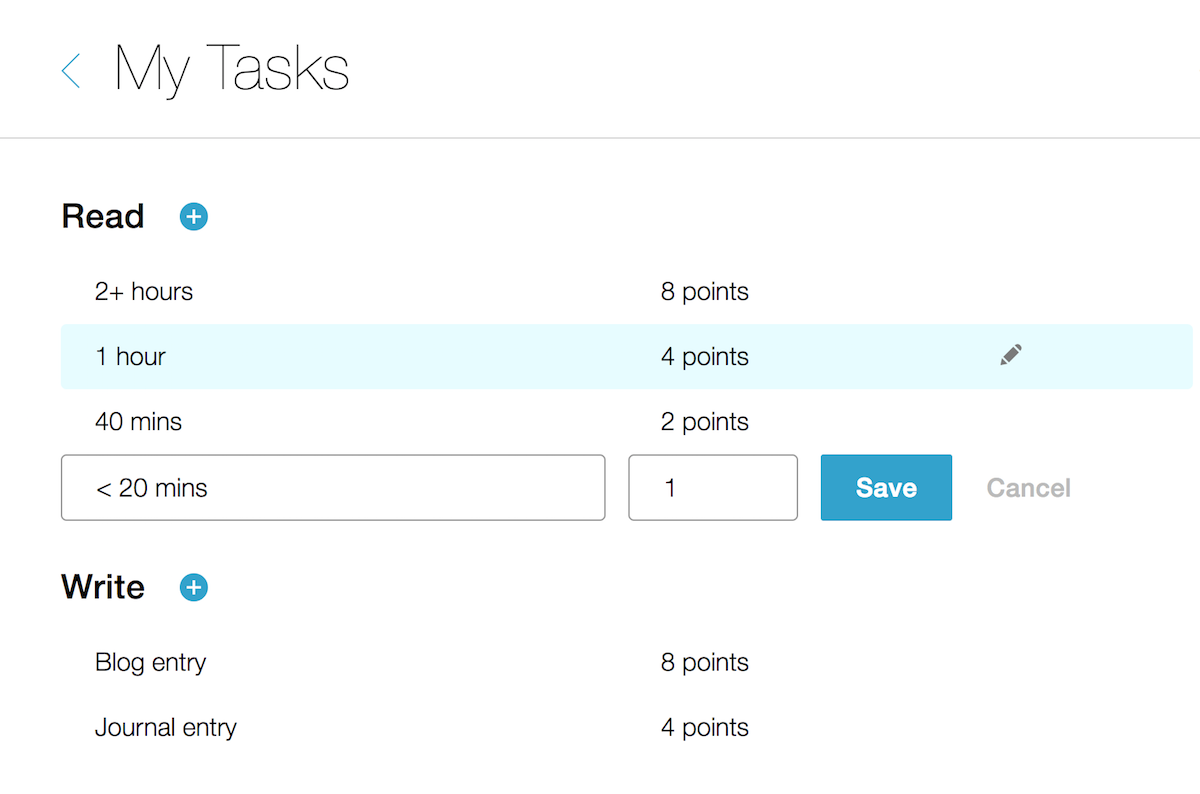 My Tasks
Read
2+ hours 8 points
1 hour 4 points
40 mins 2 points
< 20 mins 1 Save Cancel
Write
Blog entry 8 points
Journal entry 4 points